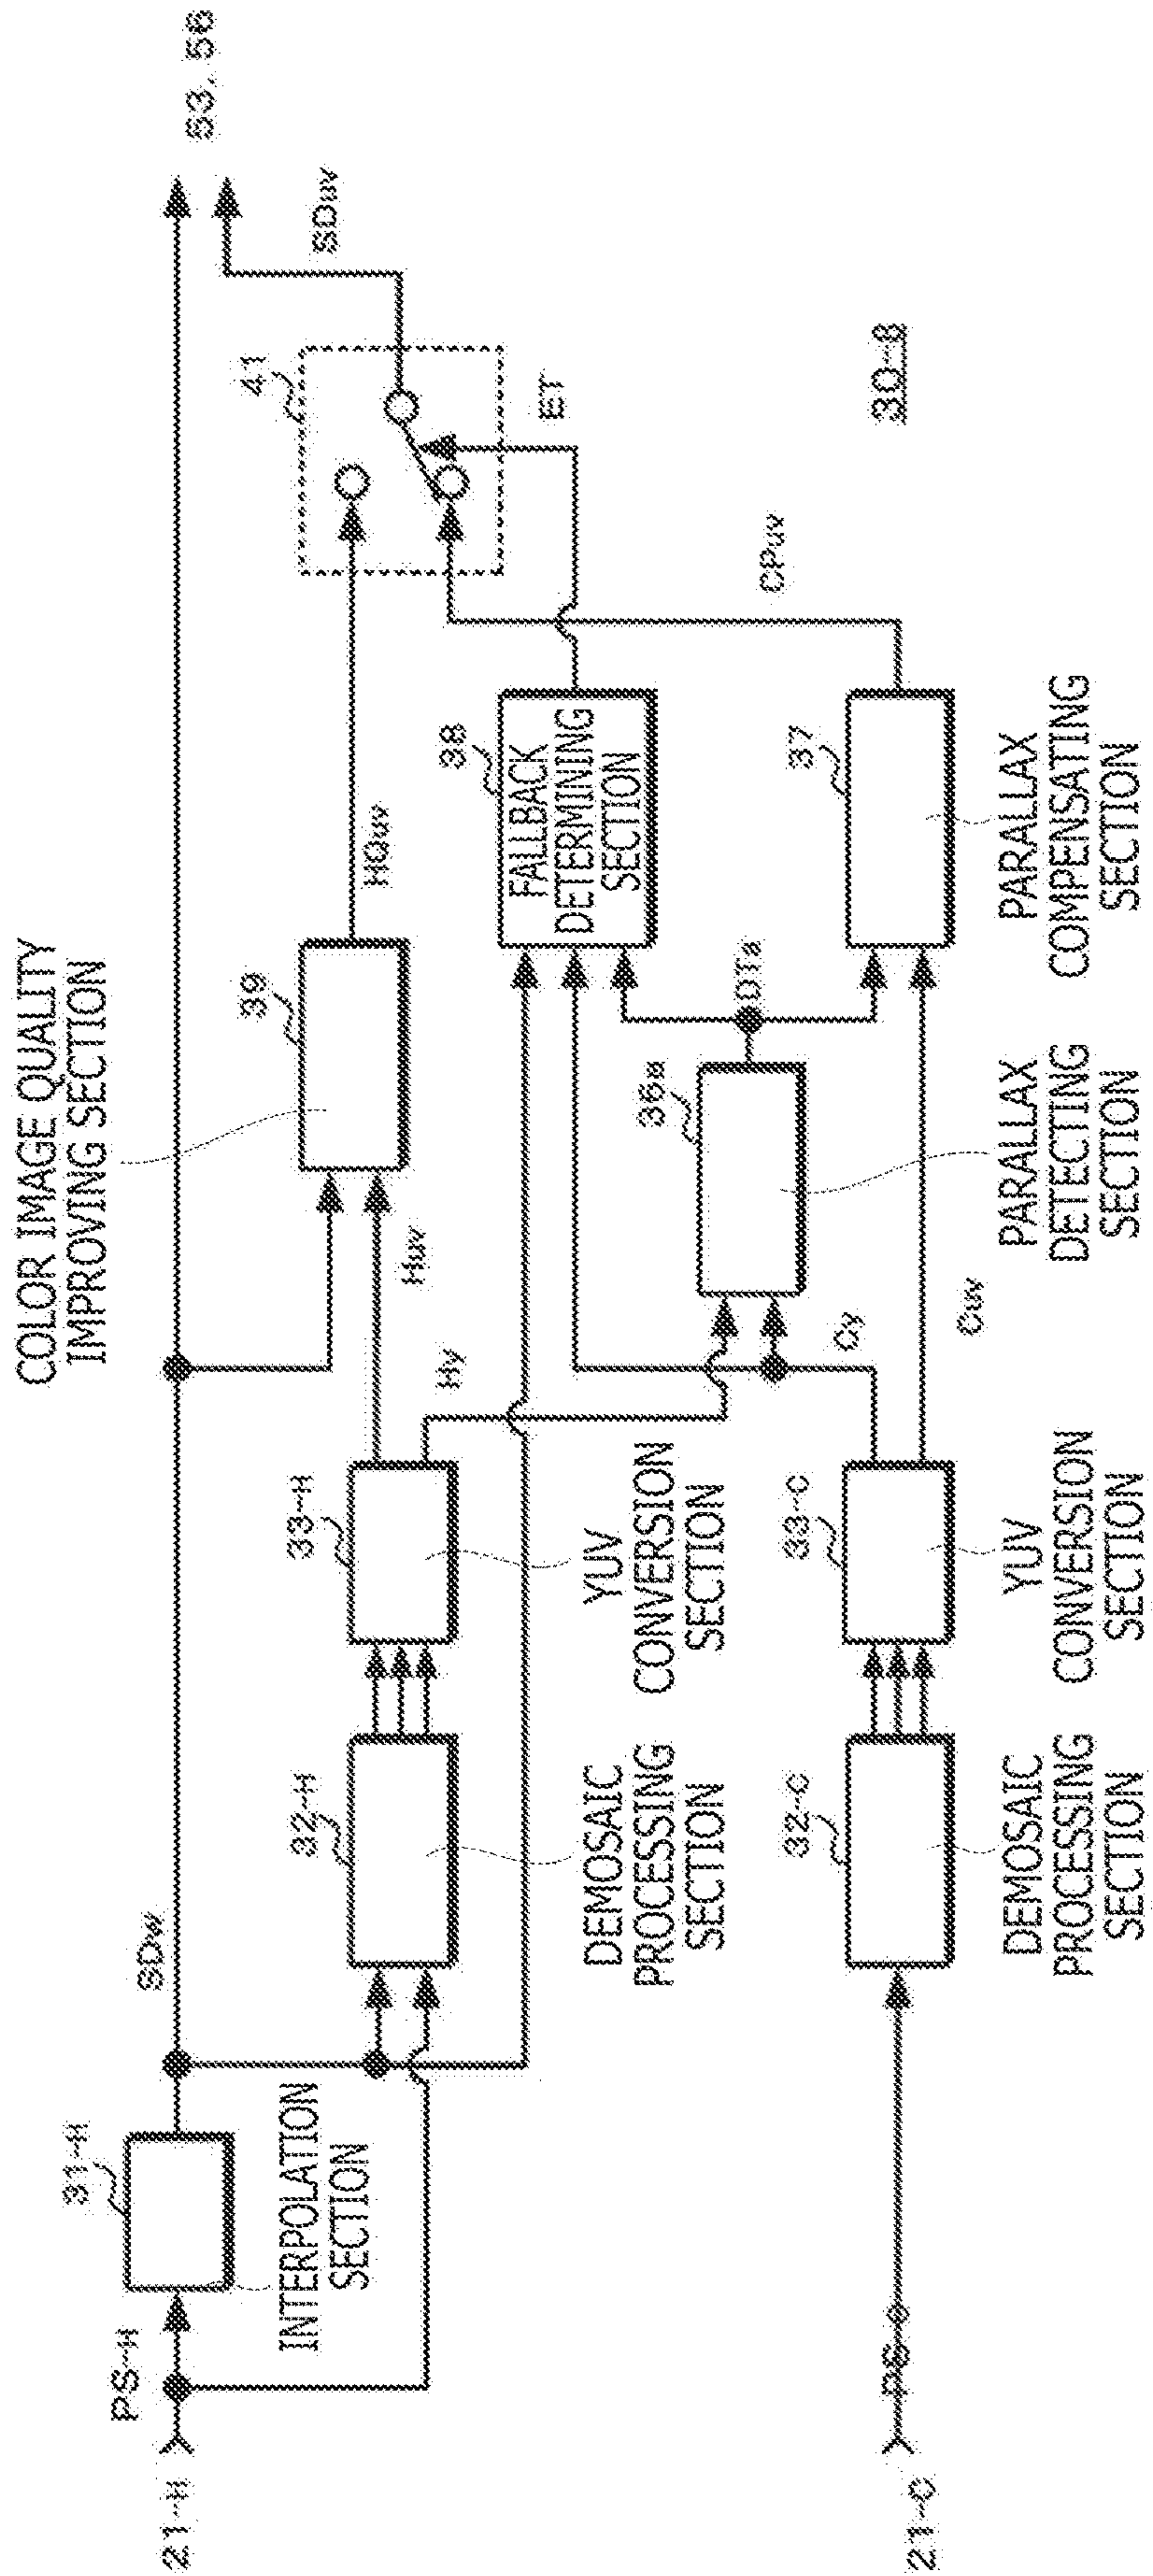 COLOR IMAGE QUALITY
IMPROVING SECTION
53, 56
SDw
SDuv
31-H
PS-H
21-H
INTERPOLATION
SECTION
39
HQuv
41
32-H
33-H
Huv
Hy
DEMOSAIC
PROCESSING
SECTION
YUV
CONVERSION
SECTION
38
FALLBACK
DETERMINING
SECTION
ET
36a
DTa
PARALLAX
DETECTING
SECTION
37
CPuv
PARALLAX
COMPENSATING
SECTION
30-8
21-C
PS-C
32-C
33-C
Cy
Cuv
DEMOSAIC
PROCESSING
SECTION
YUV
CONVERSION
SECTION